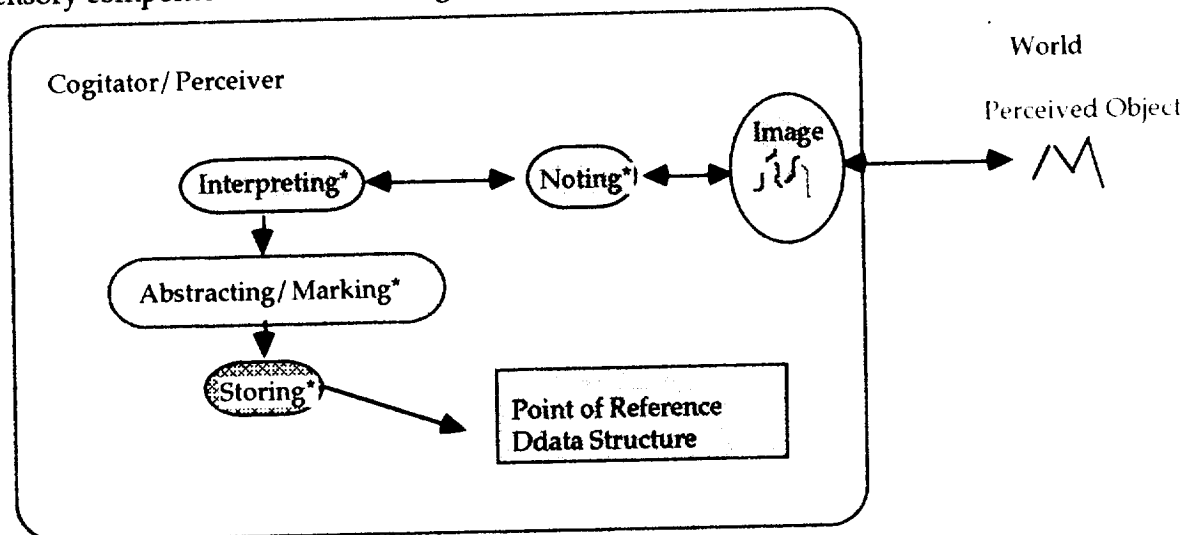 World
Cogitator/Perceiver
Perceived Object
Image
Interpreting*
Noting*
Abstracting/Marking*
Storing*
Point of Reference
Ddata Structure